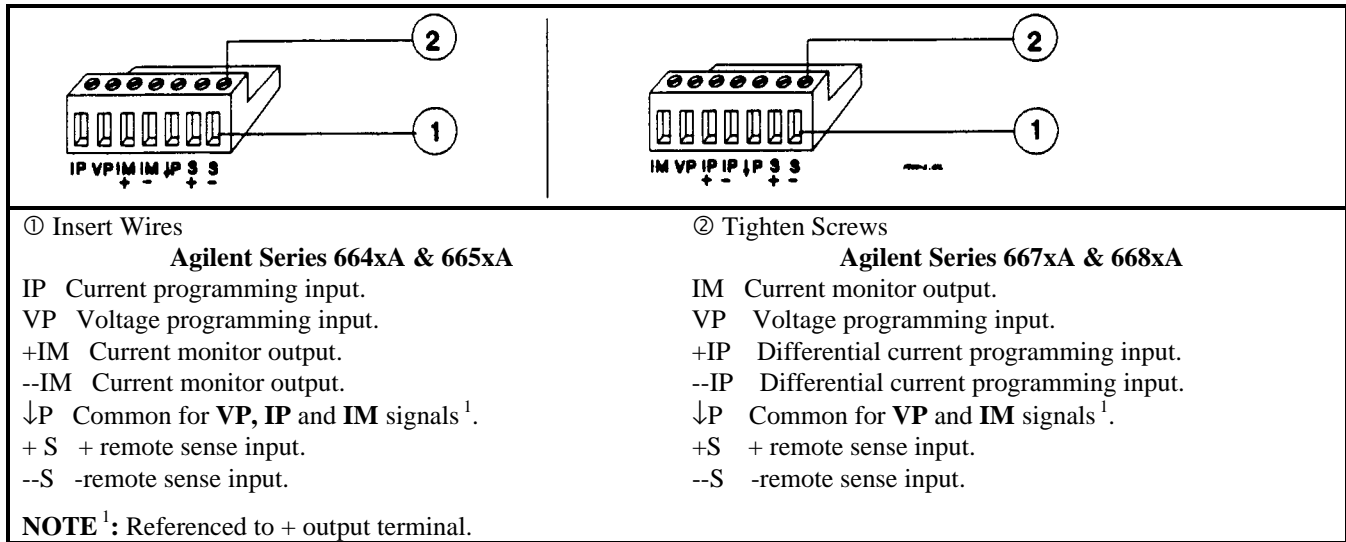 2
1
IP VP IM IM ↓P S S
+ - + -
2
1
IM VP IP IP ↓P S S
+ - + -
① Insert Wires
Agilent Series 664xA & 665xA
IP Current programming input.
VP Voltage programming input.
+IM Current monitor output.
--IM Current monitor output.
↓P Common for VP, IP and IM signals ¹.
+ S + remote sense input.
--S -remote sense input.
NOTE ¹: Referenced to + output terminal.
② Tighten Screws
Agilent Series 667xA & 668xA
IM Current monitor output.
VP Voltage programming input.
+IP Differential current programming input.
--IP Differential current programming input.
↓P Common for VP and IM signals ¹.
+S + remote sense input.
--S -remote sense input.